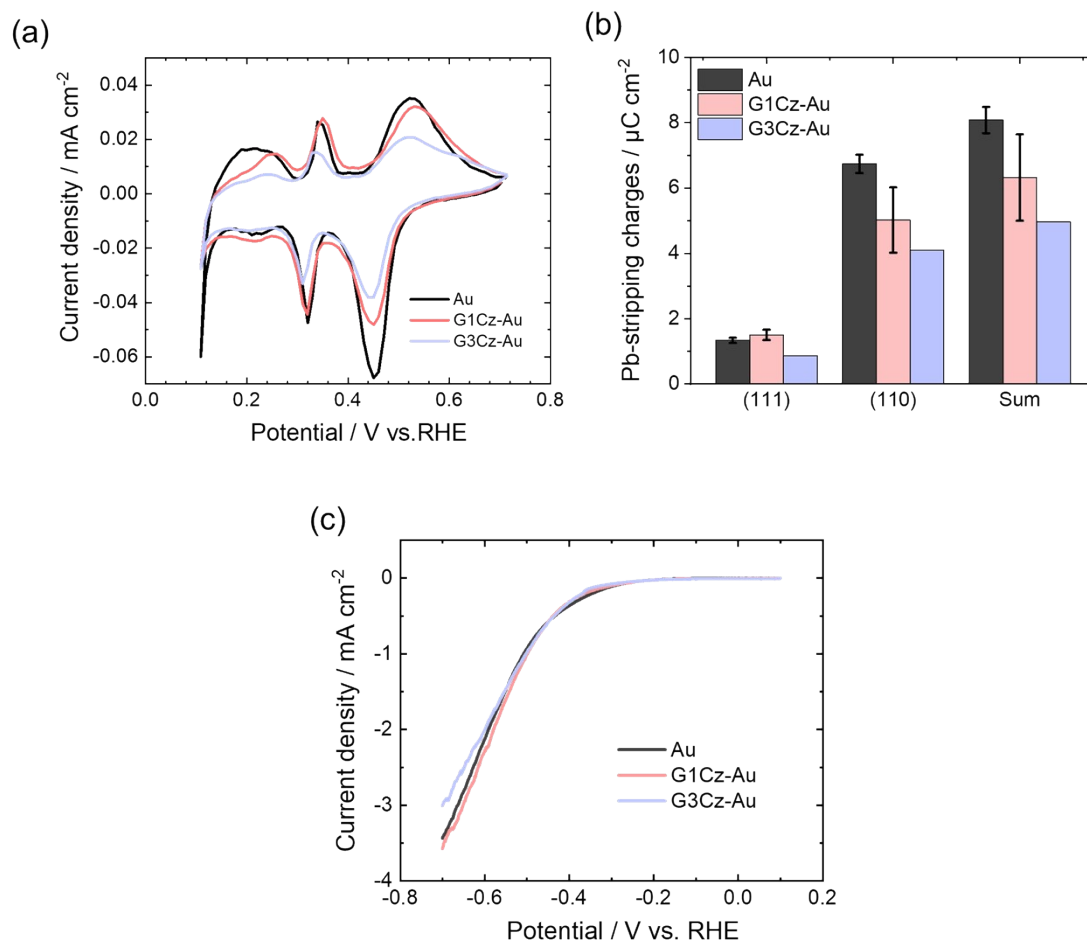 (a)
Current density / mA cm-2
0.04
0.02
0.00
-0.02
-0.04
-0.06
0.0
0.2
0.4
0.6
0.8
Au
G1Cz-Au
G3Cz-Au
Potential / V vs.RHE
(b)
Pb-stripping charges / μC cm-2
10
8
6
4
2
0
Au
G1Cz-Au
G3Cz-Au
(111)
(110)
Sum
(c)
Current density / mA cm-2
0
-1
-2
-3
-4
-0.8
-0.6
-0.4
-0.2
0.0
0.2
Au
G1Cz-Au
G3Cz-Au
Potential / V vs. RHE